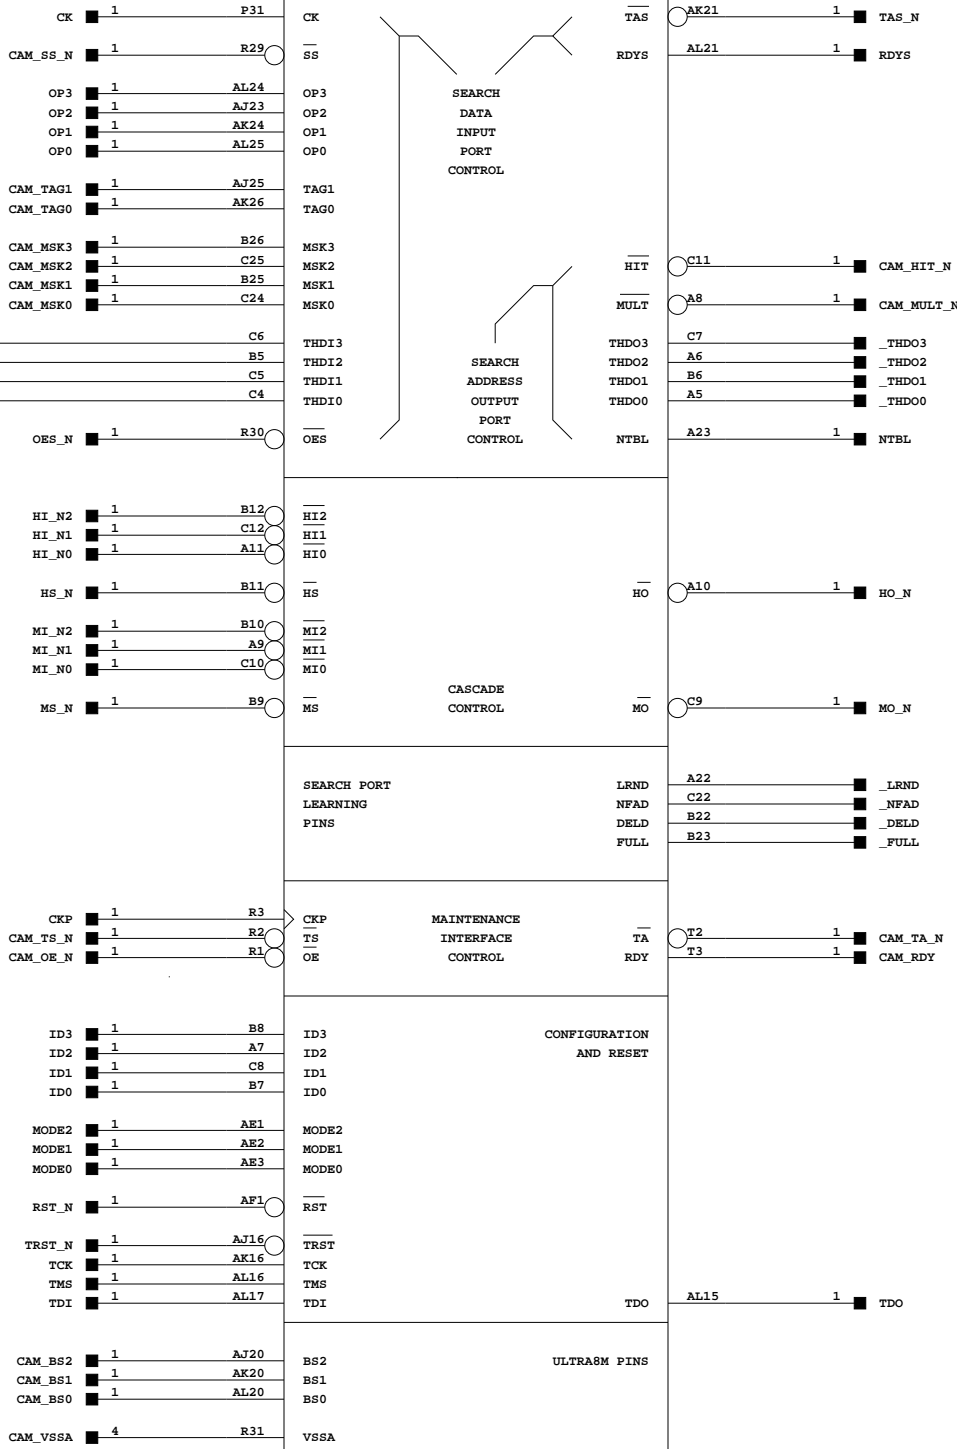 CK 1 P31 CK TAS AK21 1 TAS_N
CAM_SS_N 1 R29 SS RDYS AL21 1 RDYS
OP3 1 AL24 OP3 SEARCH
OP2 1 AJ23 OP2 DATA
OP1 1 AK24 OP1 INPUT
OP0 1 AL25 OP0 PORT
CONTROL
CAM_TAG1 1 AJ25 TAG1
CAM_TAG0 1 AK26 TAG0
CAM_MSK3 1 B26 MSK3
CAM_MSK2 1 C25 MSK2 HIT C11 1 CAM_HIT_N
CAM_MSK1 1 B25 MSK1
CAM_MSK0 1 C24 MSK0 MULT A8 1 CAM_MULT_N
C6 THDI3 THDO3 C7 _THDO3
B5 THDI2 SEARCH THDO2 A6 _THDO2
C5 THDI1 ADDRESS THDO1 B6 _THDO1
C4 THDI0 OUTPUT THDO0 A5 _THDO0
PORT
OES_N 1 R30 OES CONTROL NTBL A23 1 NTBL
HI_N2 1 B12 HI2
HI_N1 1 C12 HI1
HI_N0 1 A11 HI0
HS_N 1 B11 HS HO A10 1 HO_N
MI_N2 1 B10 MI2
MI_N1 1 A9 MI1
MI_N0 1 C10 MI0
CASCADE
MS_N 1 B9 MS CONTROL MO C9 1 MO_N
SEARCH PORT LRND A22 _LRND
LEARNING NFAD C22 _NFAD
PINS DELD B22 _DELD
FULL B23 _FULL
CKP 1 R3 CKP MAINTENANCE
CAM_TS_N 1 R2 TS INTERFACE TA T2 1 CAM_TA_N
CAM_OE_N 1 R1 OE CONTROL RDY T3 1 CAM_RDY
ID3 1 B8 ID3 CONFIGURATION
ID2 1 A7 ID2 AND RESET
ID1 1 C8 ID1
ID0 1 B7 ID0
MODE2 1 AE1 MODE2
MODE1 1 AE2 MODE1
MODE0 1 AE3 MODE0
RST_N 1 AF1 RST
TRST_N 1 AJ16 TRST
TCK 1 AK16 TCK
TMS 1 AL16 TMS
TDI 1 AL17 TDI TDO AL15 1 TDO
CAM_BS2 1 AJ20 BS2 ULTRA8M PINS
CAM_BS1 1 AK20 BS1
CAM_BS0 1 AL20 BS0
CAM_VSSA 4 R31 VSSA